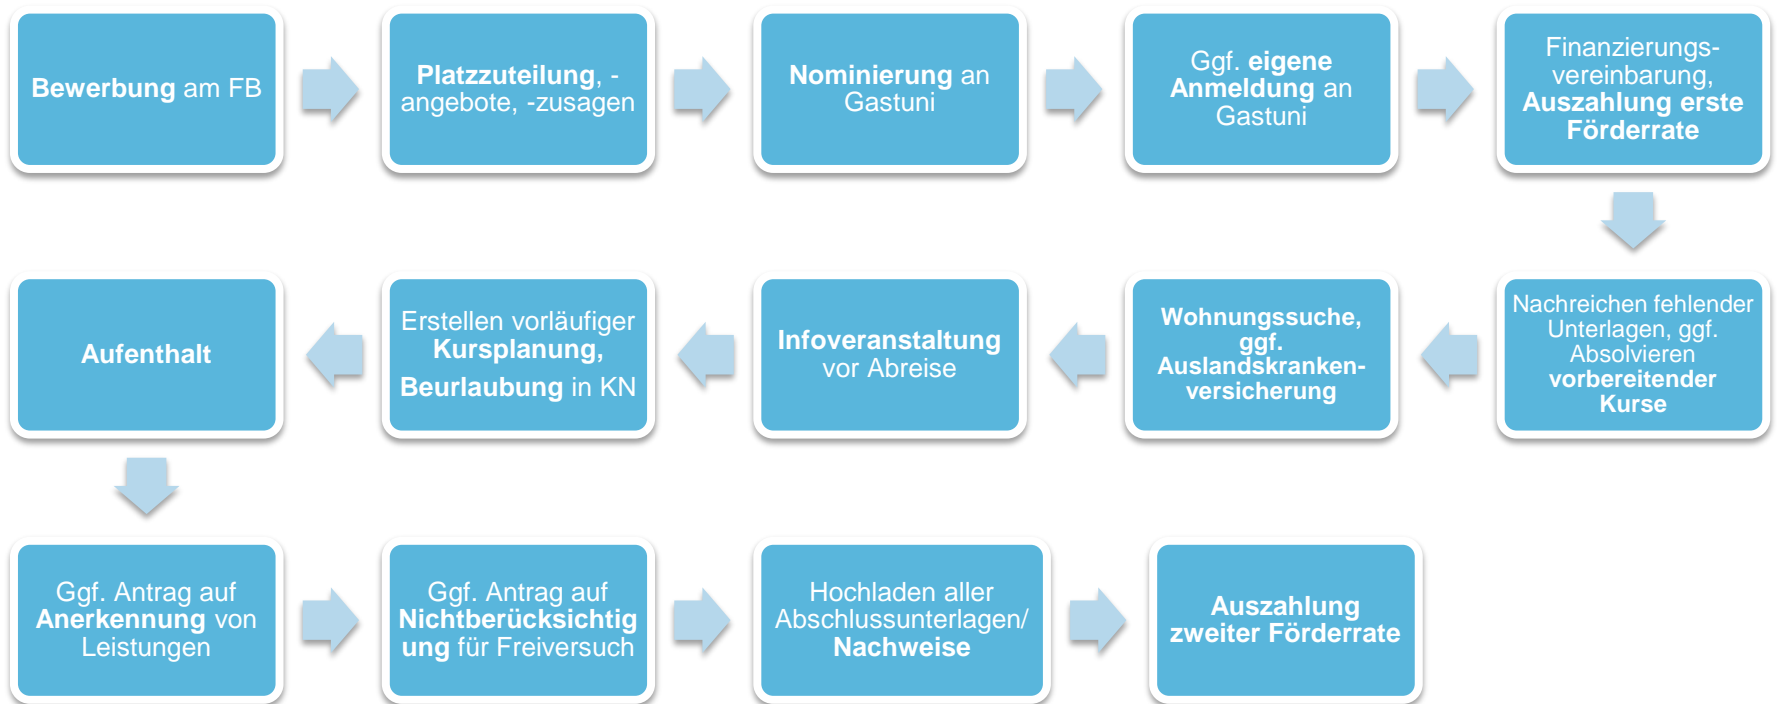 Bewerbung am FB
Platzzuteilung, -
angebote, -zusagen
Nominierung an
Gastuni
Ggf. eigene
Anmeldung an
Gastuni
Finanzierungs-
vereinbarung,
Auszahlung erste
Förderrate
Nachreichen fehlender
Unterlagen, ggf.
Absolvieren
vorbereitender
Kurse
Wohnungssuche,
ggf.
Auslandskranken-
versicherung
Infoveranstaltung
vor Abreise
Erstellen vorläufiger
Kursplanung,
Beurlaubung in KN
Aufenthalt
Ggf. Antrag auf
Anerkennung von
Leistungen
Ggf. Antrag auf
Nichtberücksichtig
ung für Freiversuch
Hochladen aller
Abschlussunterlagen/
Nachweise
Auszahlung
zweiter Förderrate